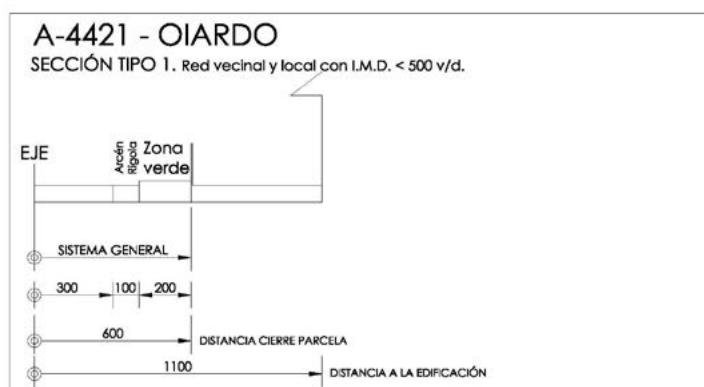 A-4421 - OIARDO
SECCIÓN TIPO 1. Red vecinal y local con I.M.D. < 500 v/d.
EJE
Arcén
Rígola
Zona
verde
SISTEMA GENERAL
300
100
200
600
DISTANCIA CIERRE PARCELA
1100
DISTANCIA A LA EDIFICACIÓN